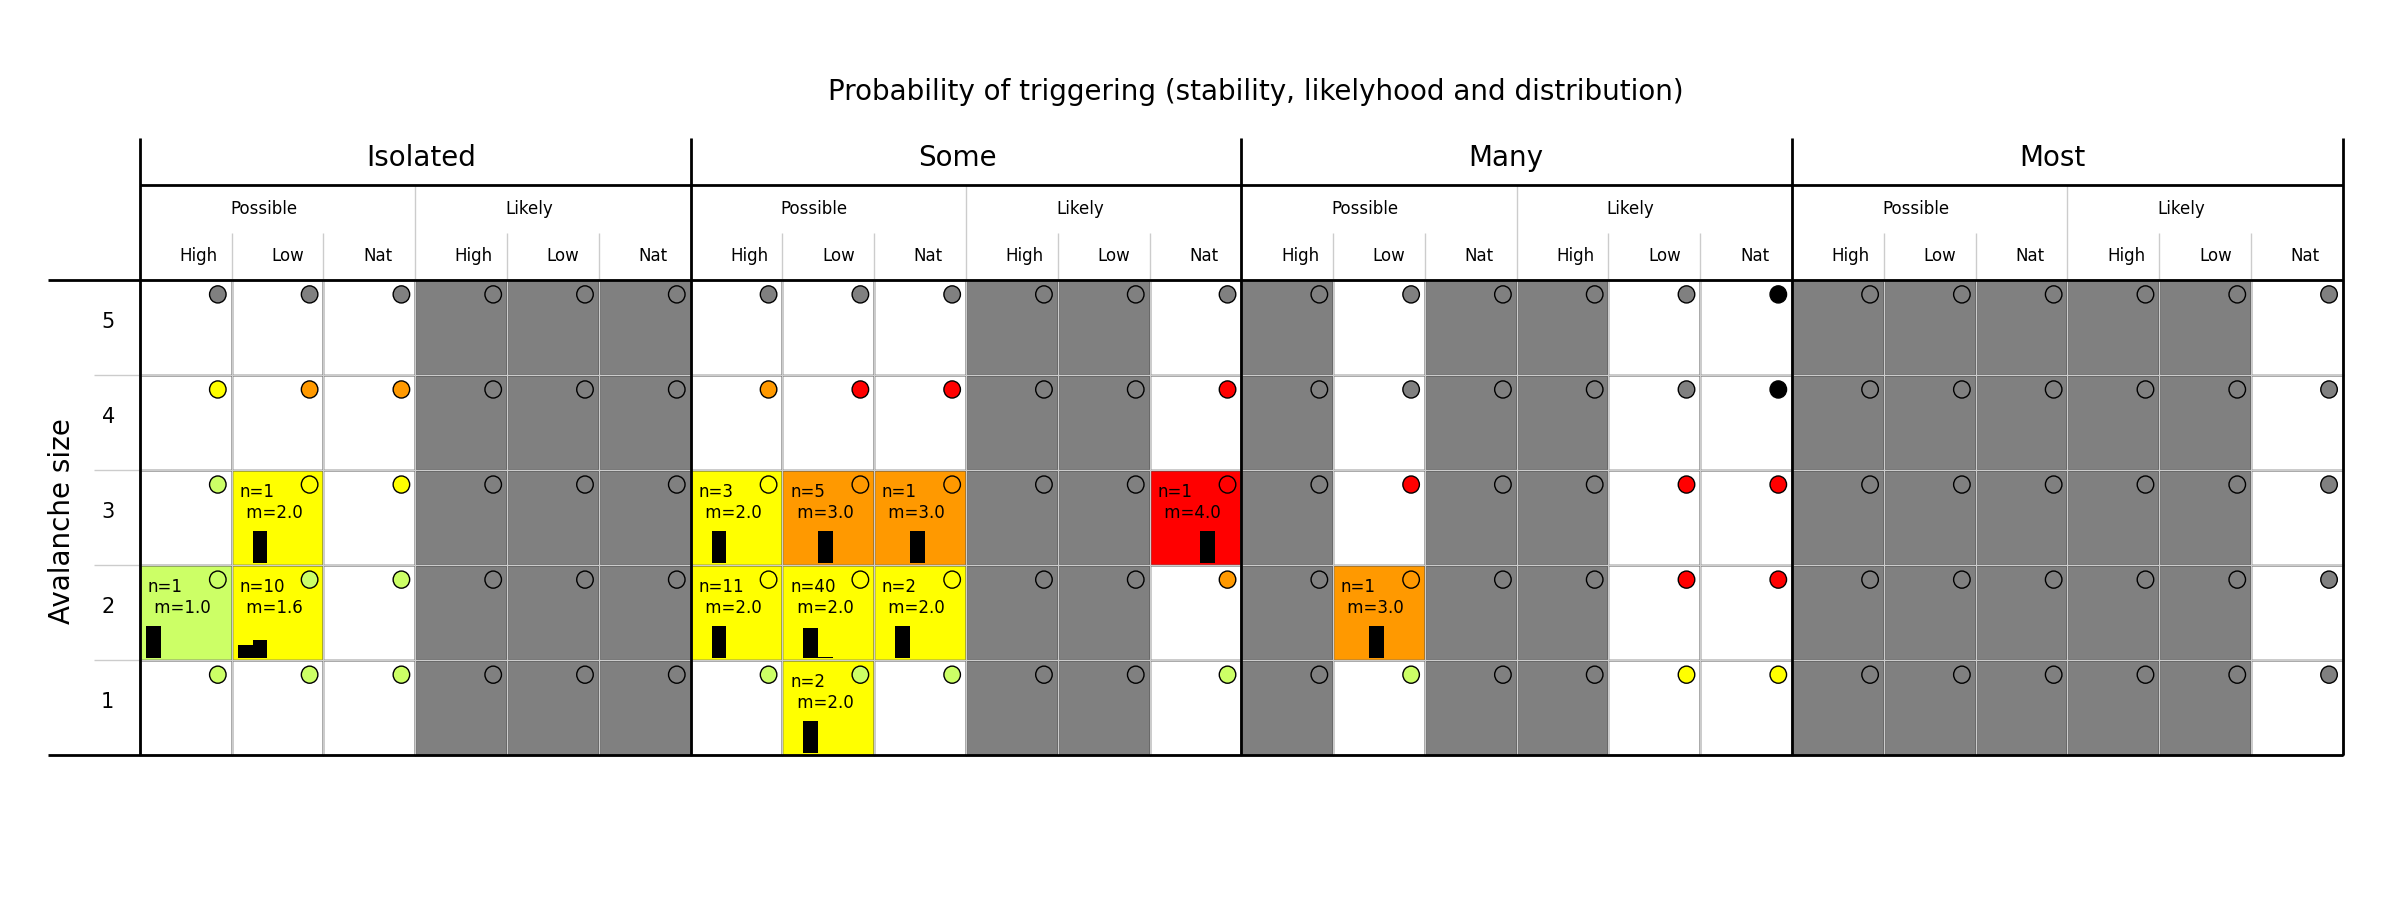 Probability of triggering (stability, likelyhood and distribution)
Isolated Some Many Most
Possible Likely Possible Likely Possible Likely Possible Likely
High Low Nat High Low Nat High Low Nat High Low Nat High Low Nat High Low Nat High Low Nat High Low Nat
Avalanche size
5
4
3
n=1 n=3 n=5 n=1 n=1
m=2.0 m=2.0 m=3.0 m=3.0 m=4.0
2
n=1 n=10 n=11 n=40 n=2 n=1
m=1.0 m=1.6 m=2.0 m=2.0 m=2.0 m=3.0
1
n=2
m=2.0